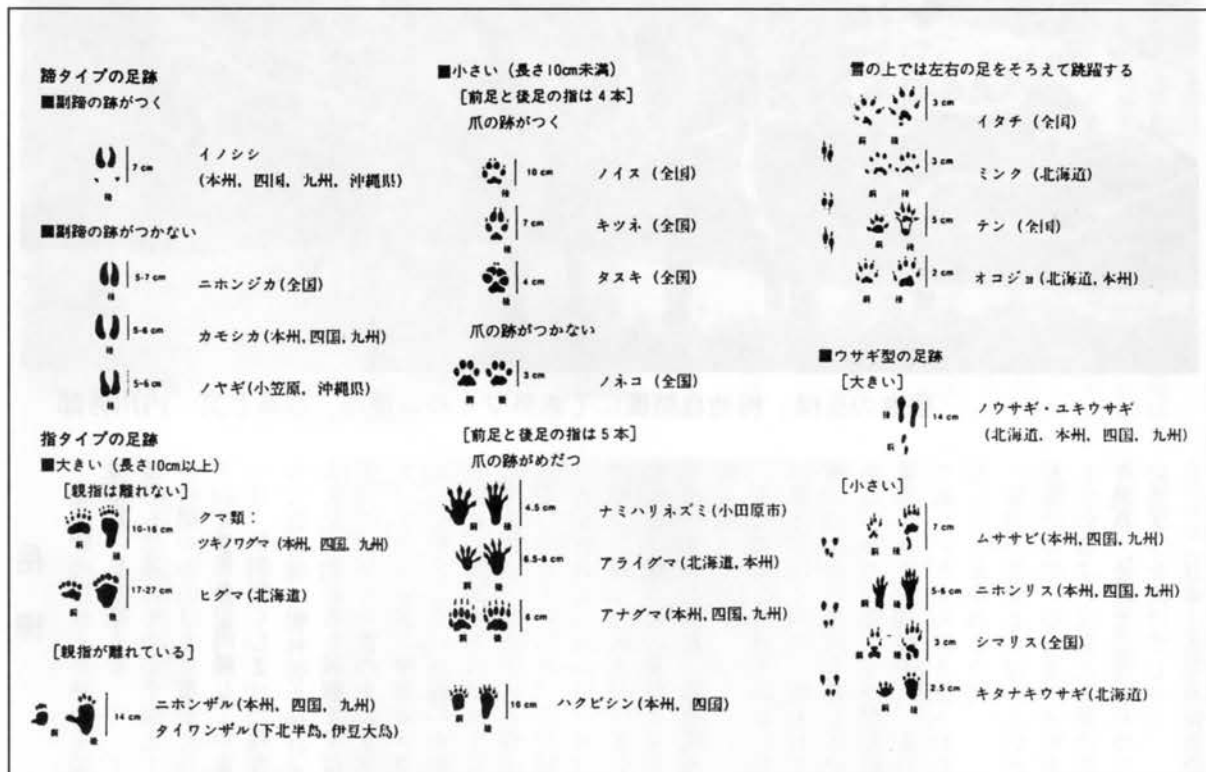 蹄タイプの足跡
■副蹄の跡がつく
7 cm
イノシシ
(本州, 四国, 九州, 沖縄県)
後
■副蹄の跡がつかない
5-7 cm
ニホンジカ(全国)
後
5-6 cm
カモシカ(本州, 四国, 九州)
後
5-6 cm
ノヤギ(小笠原, 沖縄県)
後
指タイプの足跡
■大きい (長さ10cm以上)
[親指は離れない]
クマ類:
10-16 cm
ツキノワグマ (本州, 四国, 九州)
前 後
17-27 cm
ヒグマ(北海道)
前 後
[親指が離れている]
14 cm
ニホンザル(本州, 四国, 九州)
タイワンザル(下北半島, 伊豆大島)
前 後
■小さい (長さ10cm未満)
[前足と後足の指は4本]
爪の跡がつく
10 cm
ノイヌ (全国)
後
7 cm
キツネ (全国)
後
4 cm
タヌキ (全国)
後
爪の跡がつかない
3 cm
ノネコ (全国)
前 後
[前足と後足の指は5本]
爪の跡がめだつ
4.5 cm
ナミハリネズミ(小田原市)
前 後
6.5-8 cm
アライグマ(北海道, 本州)
前 後
6 cm
アナグマ(本州, 四国, 九州)
前 後
16 cm
ハクビシン(本州, 四国)
前 後
雪の上では左右の足をそろえて跳躍する
3 cm
イタチ (全国)
前 後
3 cm
ミンク (北海道)
前 後
5 cm
テン (全国)
前 後
2 cm
オコジョ(北海道, 本州)
前 後
■ウサギ型の足跡
[大きい]
後
14 cm
ノウサギ・ユキウサギ
(北海道, 本州, 四国, 九州)
前
[小さい]
7 cm
ムササビ(本州, 四国, 九州)
前 後
5-6 cm
ニホンリス(本州, 四国, 九州)
前 後
3 cm
シマリス(全国)
前 後
2.5 cm
キタナキウサギ(北海道)
前 後